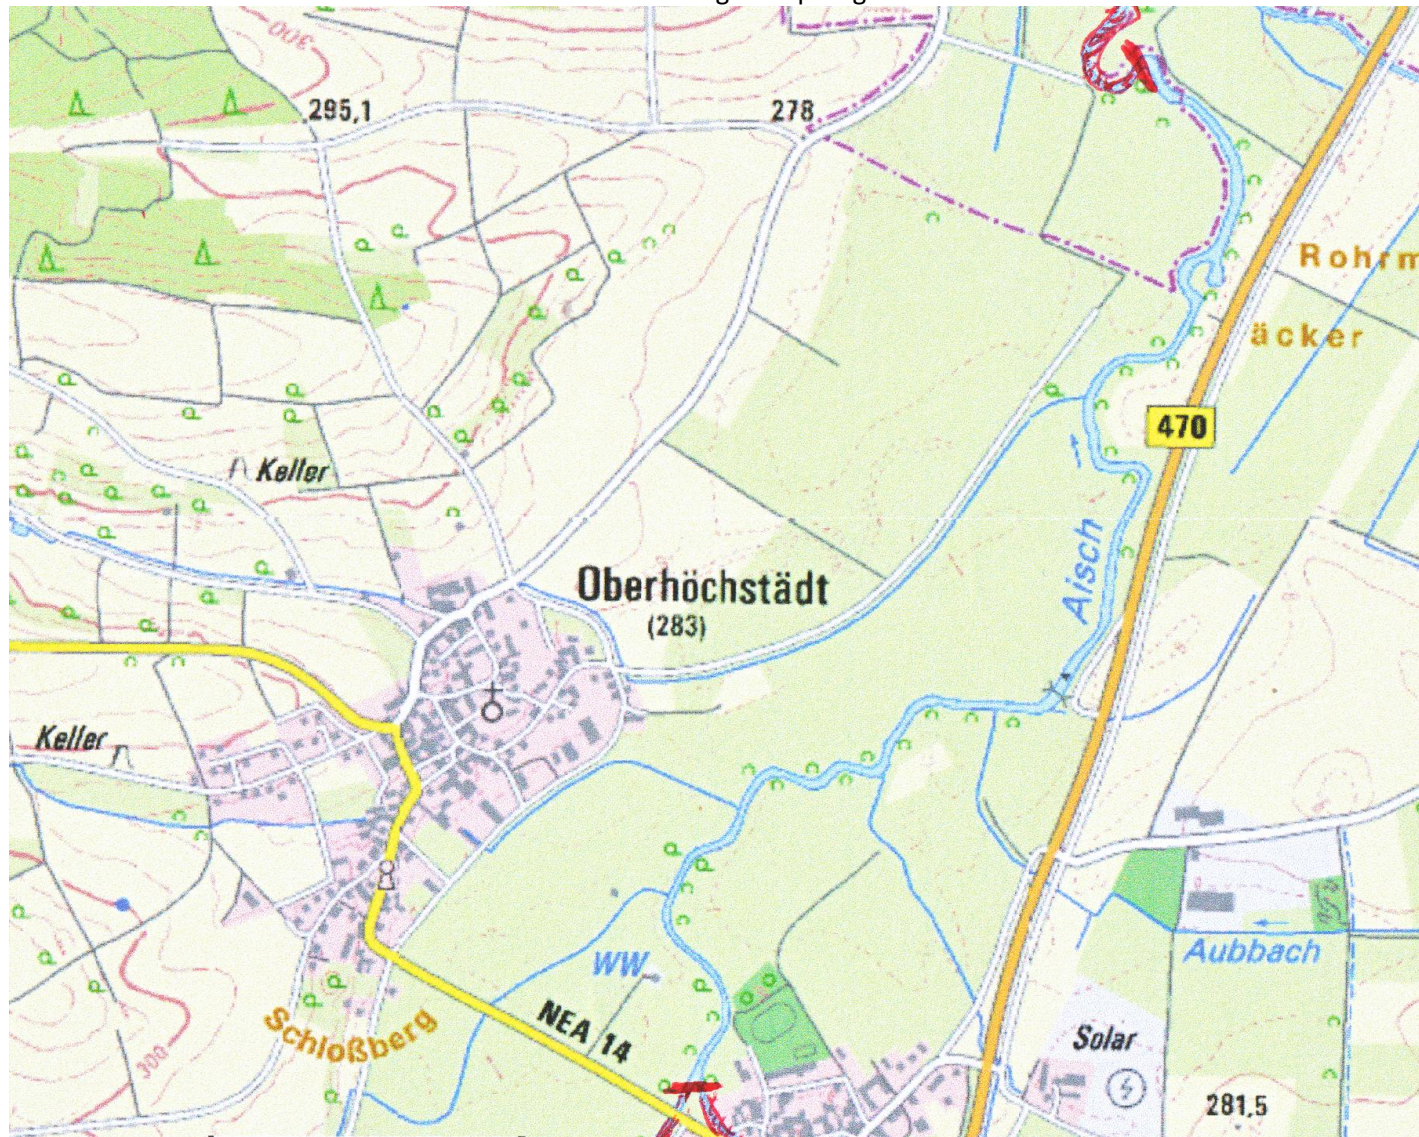 300
295,1
278
Rohrm
äcker
470
Keller
Aisch
Oberhöchstädt
(283)
Keller
WW
Aubbach
NEA 14
Schloßberg
Solar
300
281,5